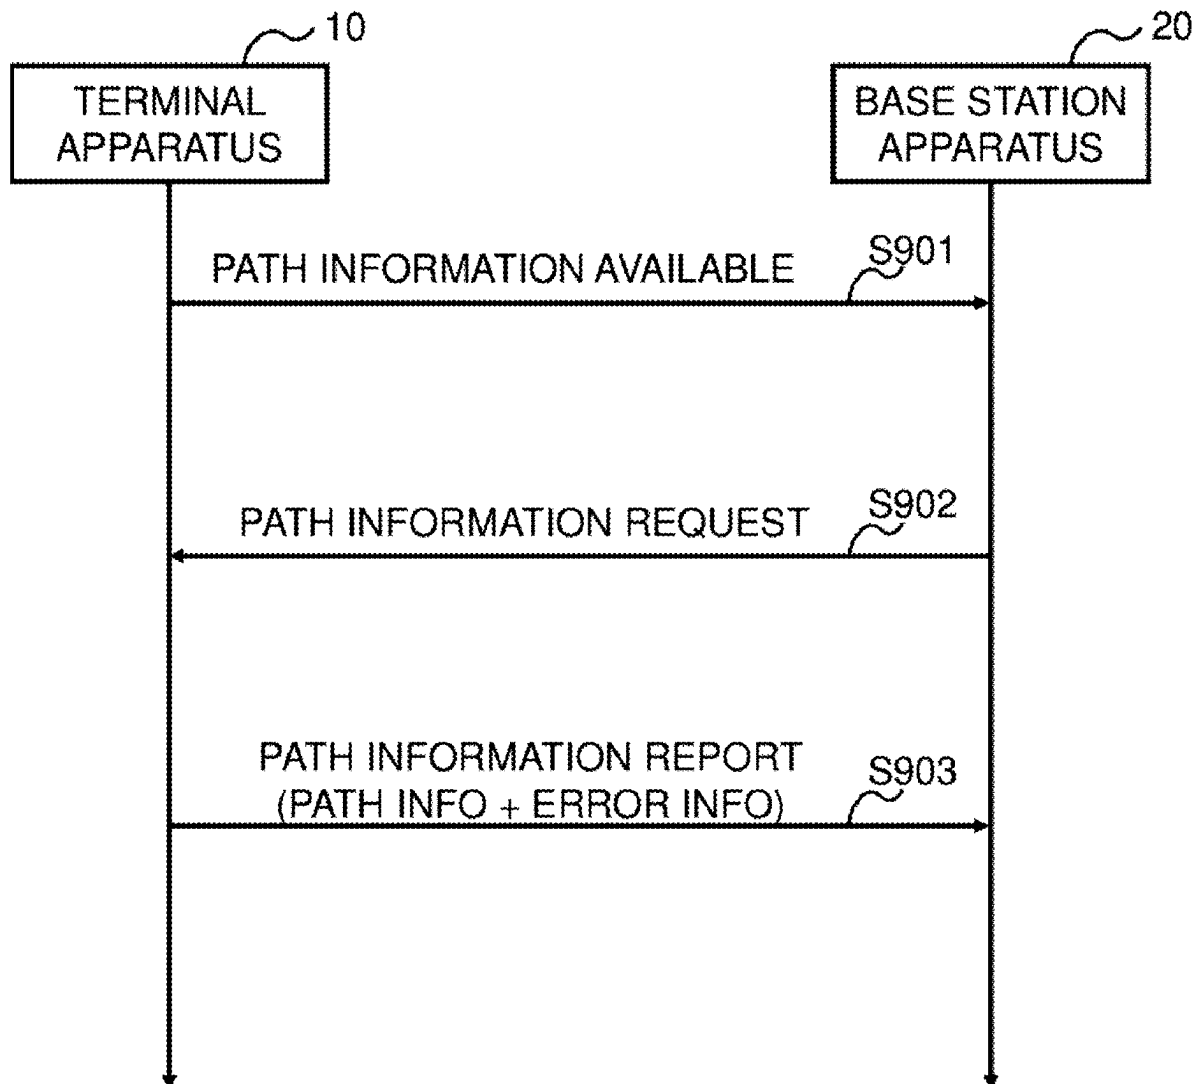 10
20
TERMINAL
APPARATUS
BASE STATION
APPARATUS
S901
PATH INFORMATION AVAILABLE
S902
PATH INFORMATION REQUEST
PATH INFORMATION REPORT
S903
(PATH INFO + ERROR INFO)